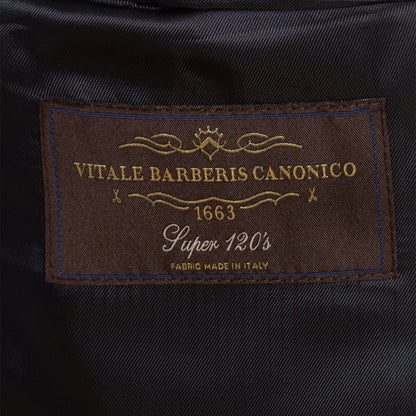 VITALE BARBERIS CANONICO
1663
Super 120's
FABRIC MADE IN ITALY